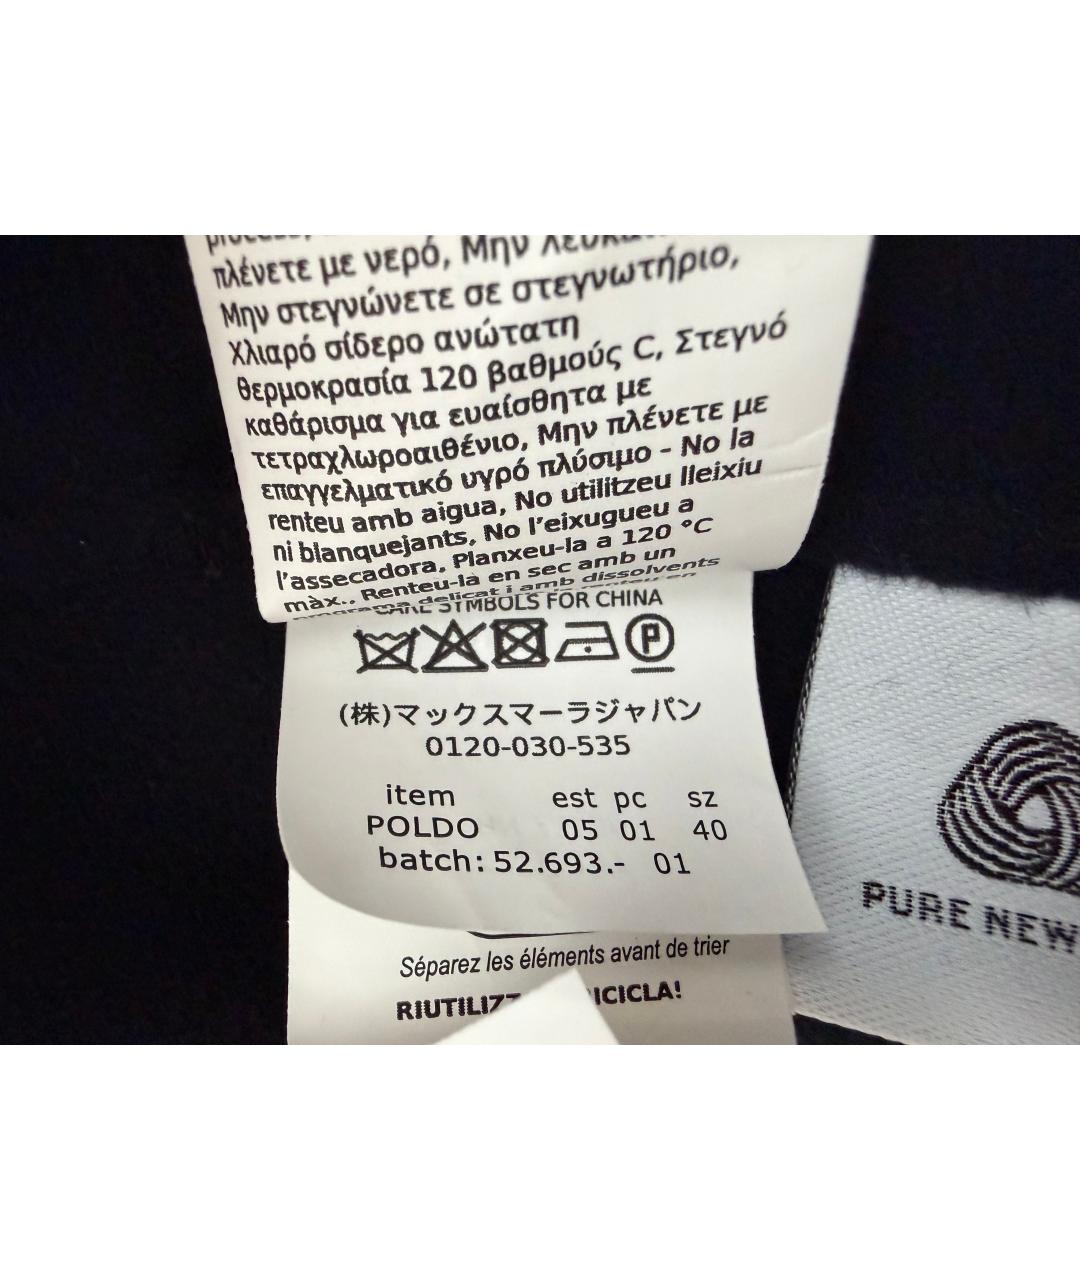 πλένετε με νερό, Μην
Μην στεγνώνετε σε στεγνωτήριο,
Χλιαρό σίδερο ανώτατη
θερμοκρασία 120 βαθμούς C, Στεγνό
καθάρισμα για ευαίσθητα με
τετραχλωροαιθένιο, Μην πλένετε με
επαγγελματικό υγρό πλύσιμο - No la
renteu amb aigua, No utilitzeu lleixiu
ni blanquejants, No l'eixugueu a
l'assecadora, Planxeu-la a 120 °C
màx., Renteu-la en sec amb un
programa delicat i amb dissolvents
CARE SYMBOLS FOR CHINA
(株)マックスマーラジャパン
0120-030-535
item est pc sz
POLDO 05 01 40
batch: 52.693.- 01
Séparez les éléments avant de trier
PURE NEW